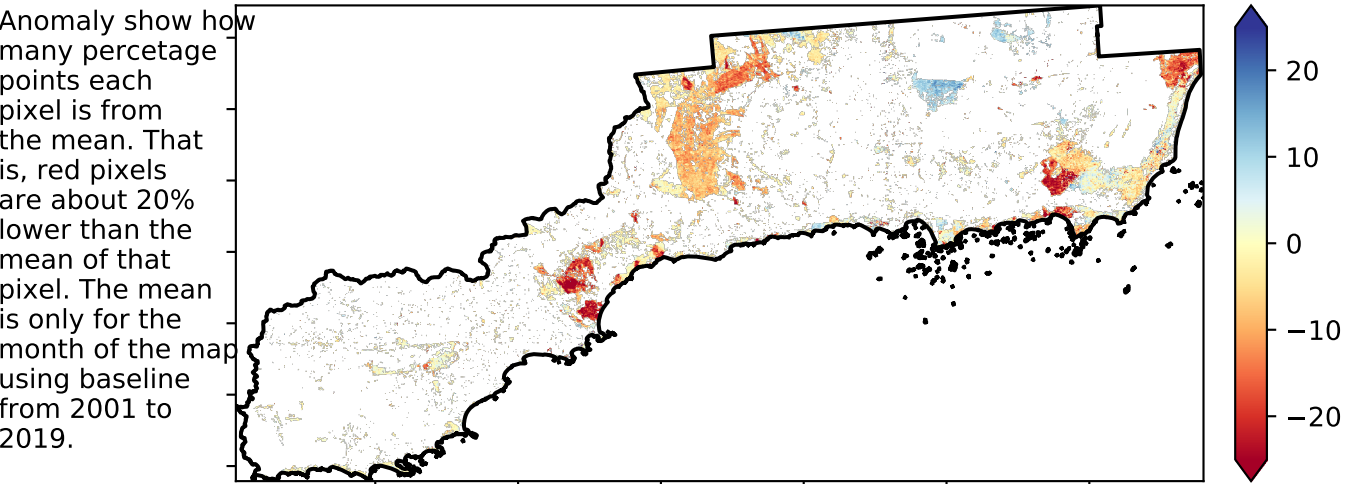 Anomaly show how
many percetage
points each
pixel is from
the mean. That
is, red pixels
are about 20%
lower than the
mean of that
pixel. The mean
is only for the
month of the map
using baseline
from 2001 to
2019.
20
10
0
−10
−20